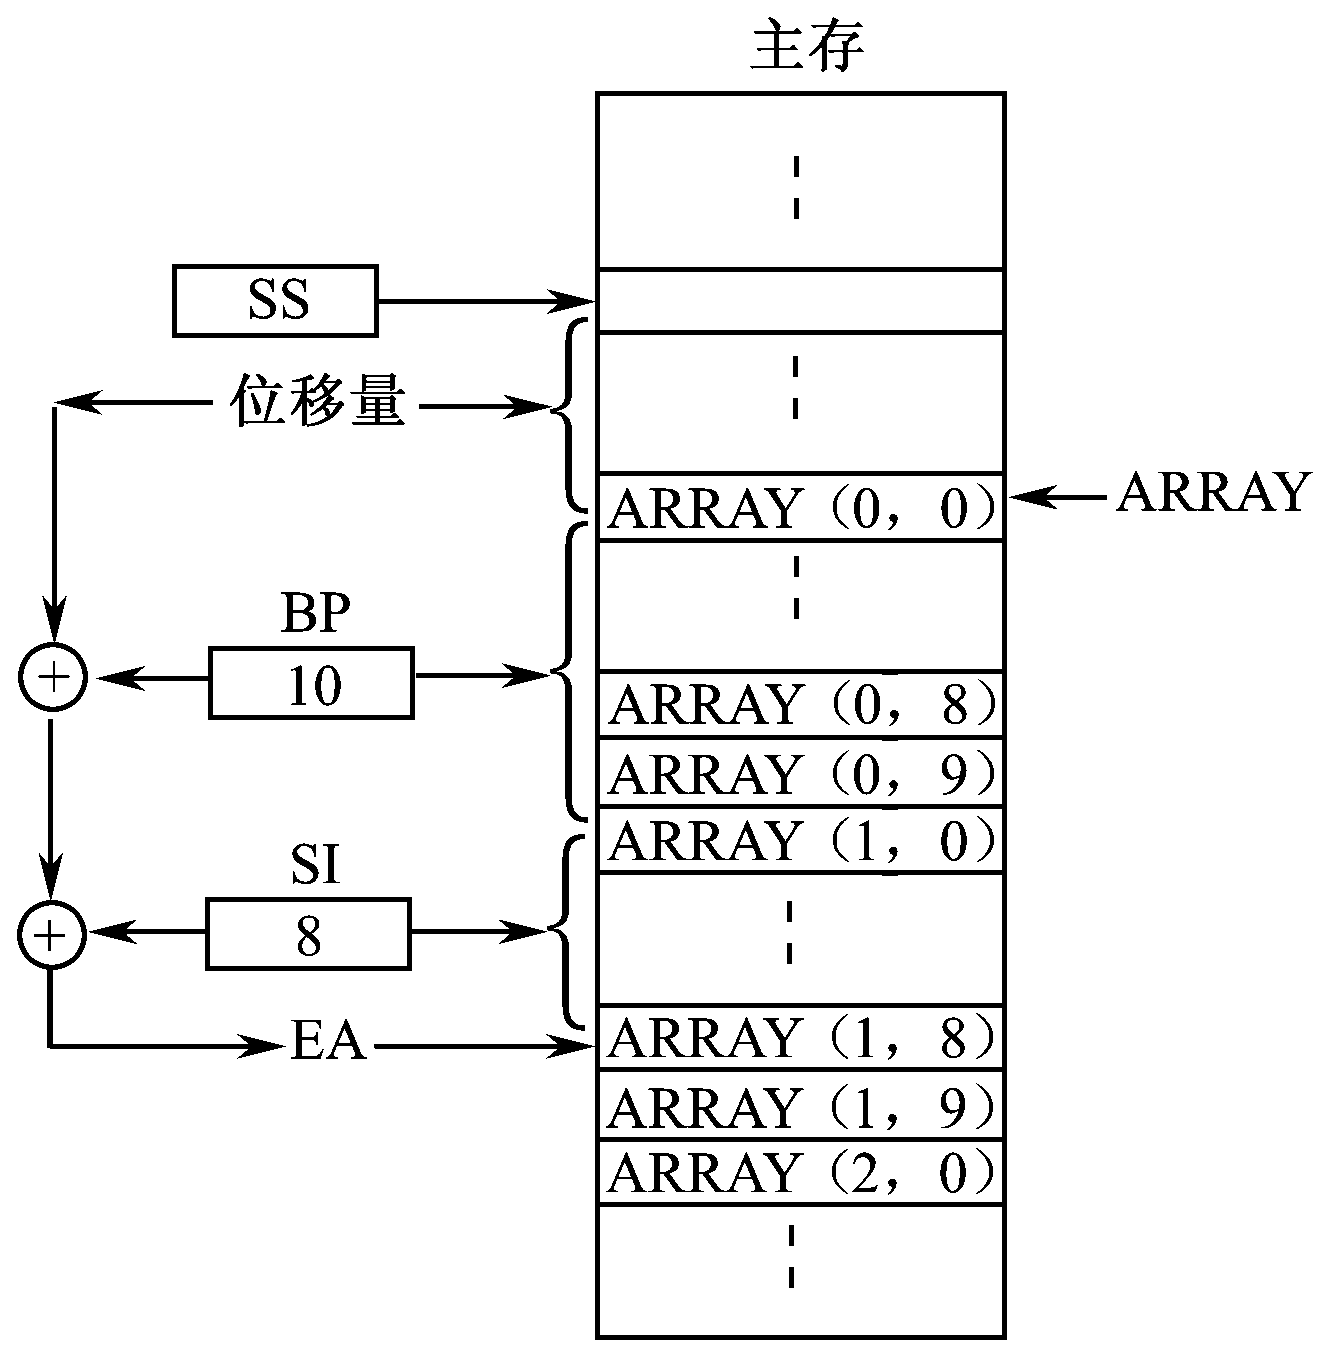 主存
SS
位移量
ARRAY（0，0）
ARRAY
BP
10
+
ARRAY（0，8）
ARRAY（0，9）
ARRAY（1，0）
SI
8
+
EA
ARRAY（1，8）
ARRAY（1，9）
ARRAY（2，0）